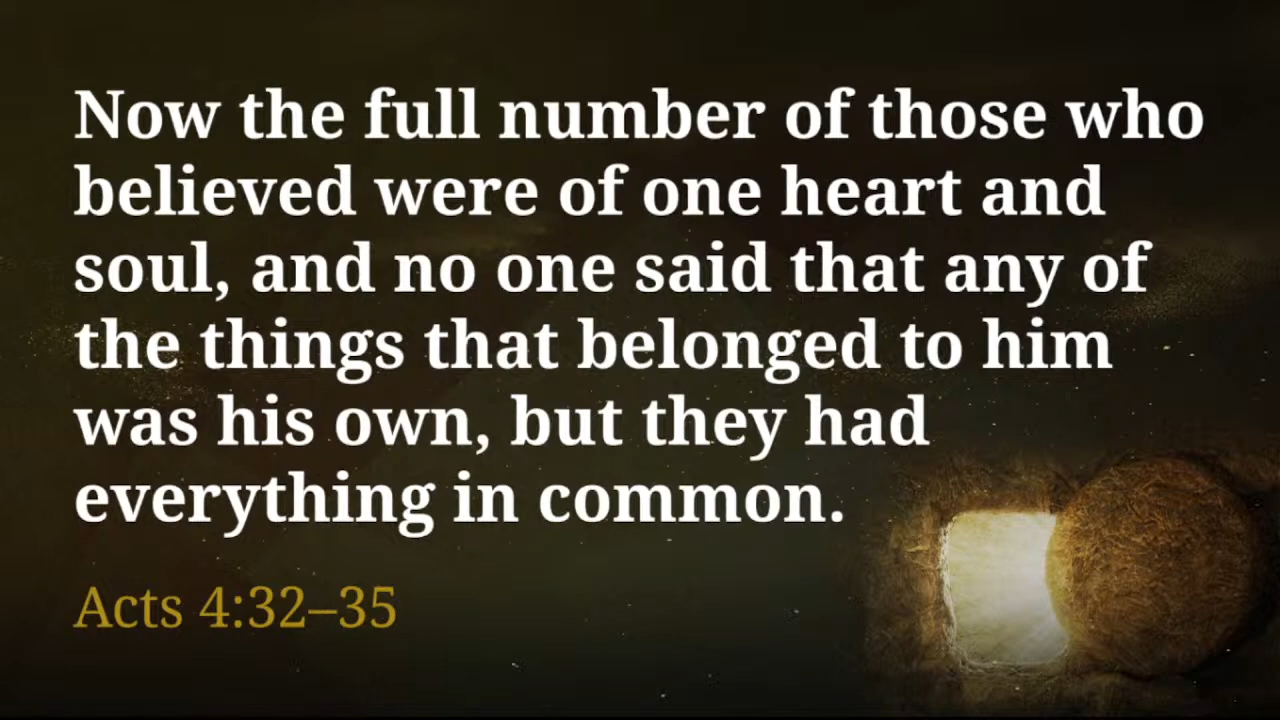 Now the full number of those who
believed were of one heart and
soul, and no one said that any of
the things that belonged to him
was his own, but they had
everything in common.
Acts 4:32–35